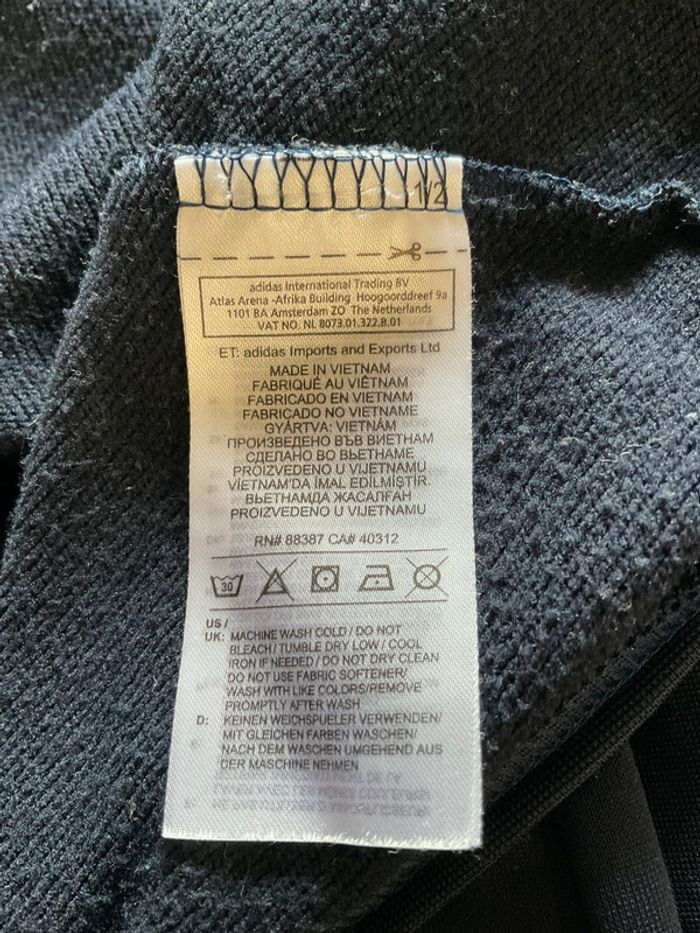 1/2
adidas International Trading BV
Atlas Arena -Afrika Building Hoogoorddreef 9a
1101 BA Amsterdam ZO The Netherlands
VAT NO. NL 8073.01.322.B.01
ET: adidas Imports and Exports Ltd
MADE IN VIETNAM
FABRIQUÉ AU VIÊTNAM
FABRICADO EN VIETNAM
FABRICADO NO VIETNAME
GYÁRTVA: VIETNÁM
ПРОИЗВЕДЕНО ВЪВ ВИЕТНАМ
СДЕЛАНО ВО ВЬЕТНАМЕ
PROIZVEDENO U VIJETNAMU
VİETNAM'DA İMAL EDİLMİŞTİR.
ВЬЕТНАМДА ЖАСАЛҒАН
PROIZVEDENO U VIJETNAMU
RN# 88387 CA# 40312
30
US /
UK: MACHINE WASH COLD / DO NOT
BLEACH / TUMBLE DRY LOW / COOL
IRON IF NEEDED / DO NOT DRY CLEAN
DO NOT USE FABRIC SOFTENER/
WASH WITH LIKE COLORS/REMOVE
PROMPTLY AFTER WASH
D: KEINEN WEICHSPUELER VERWENDEN/
MIT GLEICHEN FARBEN WASCHEN/
NACH DEM WASCHEN UMGEHEND AUS
DER MASCHINE NEHMEN